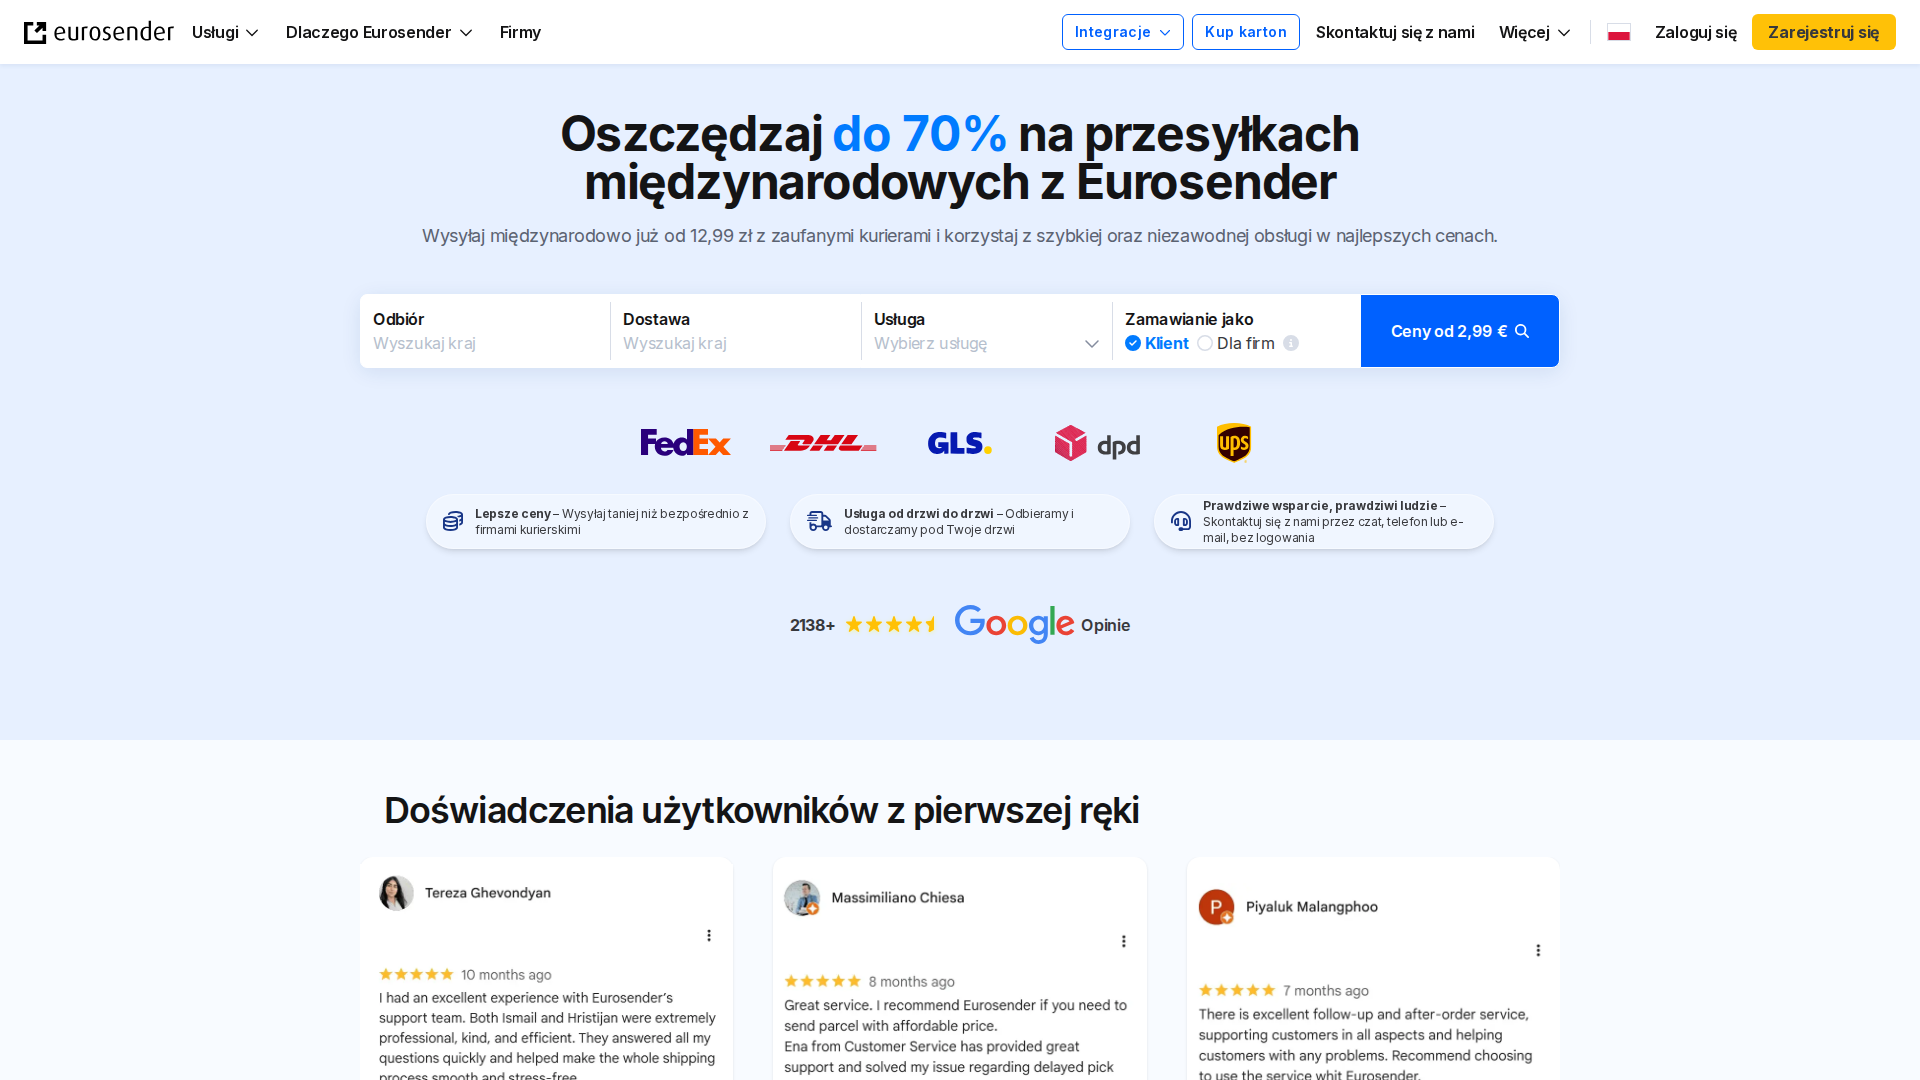 eurosender
Usługi
Dlaczego Eurosender
Firmy
Integracje
Kup karton
Skontaktuj się z nami
Więcej
Zaloguj się
Zarejestruj się
Oszczędzaj do 70% na przesyłkach
międzynarodowych z Eurosender
Wysyłaj międzynarodowo już od 12,99 zł z zaufanymi kurierami i korzystaj z szybkiej oraz niezawodnej obsługi w najlepszych cenach.
Odbiór
Wyszukaj kraj
Dostawa
Wyszukaj kraj
Usługa
Wybierz usługę
Zamawianie jako
Klient
Dla firm
Ceny od 2,99 €
FedEx
DHL
GLS.
dpd
ups
Lepsze ceny – Wysyłaj taniej niż bezpośrednio z
firmami kurierskimi
Usługa od drzwi do drzwi – Odbieramy i
dostarczamy pod Twoje drzwi
Prawdziwe wsparcie, prawdziwi ludzie –
Skontaktuj się z nami przez czat, telefon lub e-
mail, bez logowania
2138+
Google
Opinie
Doświadczenia użytkowników z pierwszej ręki
Tereza Ghevondyan
10 months ago
I had an excellent experience with Eurosender's
support team. Both Ismail and Hristijan were extremely
professional, kind, and efficient. They answered all my
questions quickly and helped make the whole shipping
process smooth and stress-free.
Massimiliano Chiesa
8 months ago
Great service. I recommend Eurosender if you need to
send parcel with affordable price.
Ena from Customer Service has provided great
support and solved my issue regarding delayed pick
P
Piyaluk Malangphoo
7 months ago
There is excellent follow-up and after-order service,
supporting customers in all aspects and helping
customers with any problems. Recommend choosing
to use the service whit Eurosender.